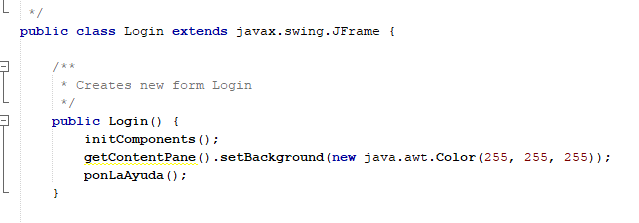 */
public class Login extends javax.swing.JFrame {
/**
* Creates new form Login
*/
public Login() {
initComponents();
getContentPane().setBackground(new java.awt.Color(255, 255, 255));
ponLaAyuda();
}